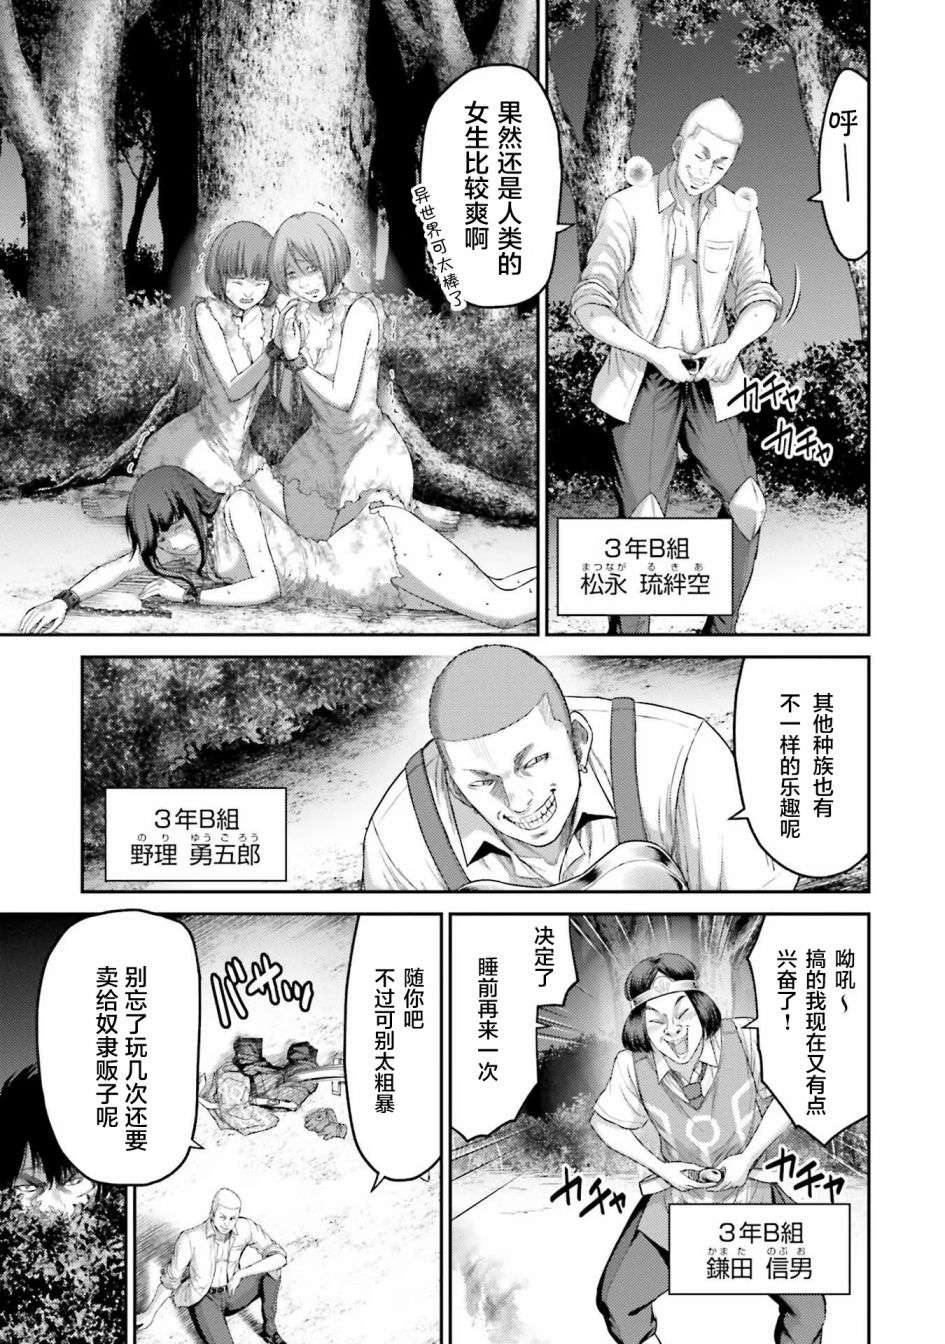 呼——
カチャ
カチャ
3年B組
まつなが るきあ
松永 琉絆空
果然还是人类的
女生比较爽啊
异世界可太棒了
其他种族也有
不一样的乐趣呢
3年B組
のり ゆうごろう
野理 勇五郎
呦吼～
搞的我现在又有点
兴奋了!
决定了
睡前再来一次
カチャ
カチャ
3年B組
かまた のぶお
鎌田 信男
随你吧
不过可别太粗暴
バサッ
别忘了玩几次还要
卖给奴隶贩子呢